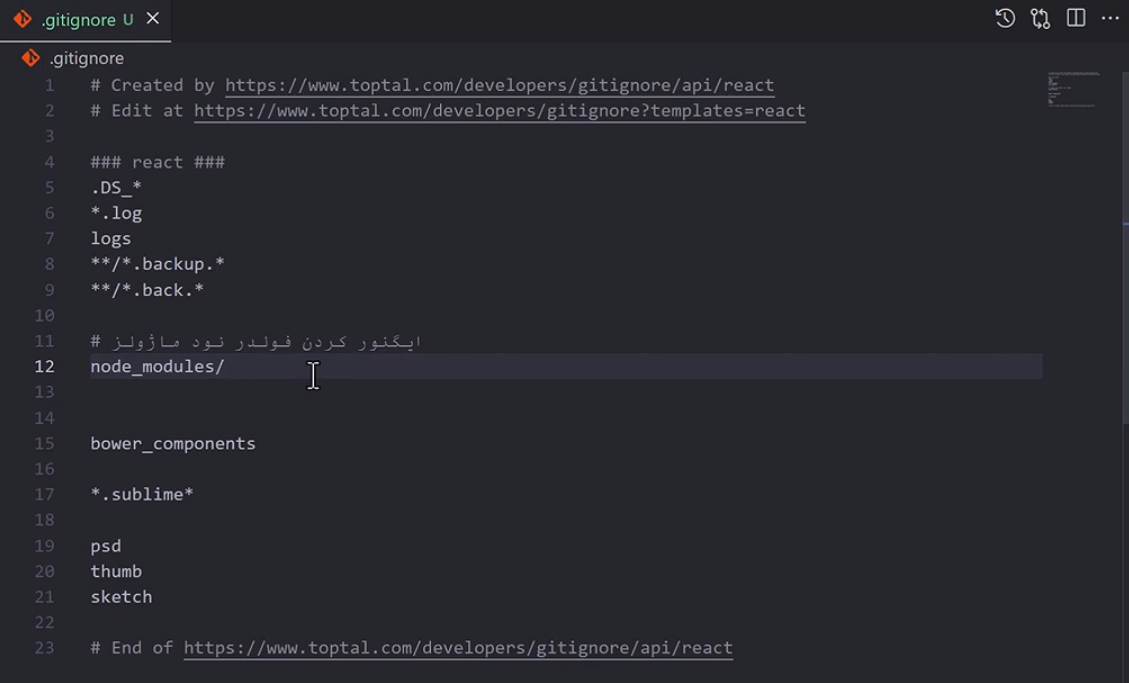 .gitignore U
.gitignore
1 # Created by https://www.toptal.com/developers/gitignore/api/react
2 # Edit at https://www.toptal.com/developers/gitignore?templates=react
3
4 ### react ###
5 .DS_*
6 *.log
7 logs
8 **/*.backup.*
9 **/*.back.*
10
11 # ایگنور کردن فولدر نود ماژولز
12 node_modules/
13
14
15 bower_components
16
17 *.sublime*
18
19 psd
20 thumb
21 sketch
22
23 # End of https://www.toptal.com/developers/gitignore/api/react